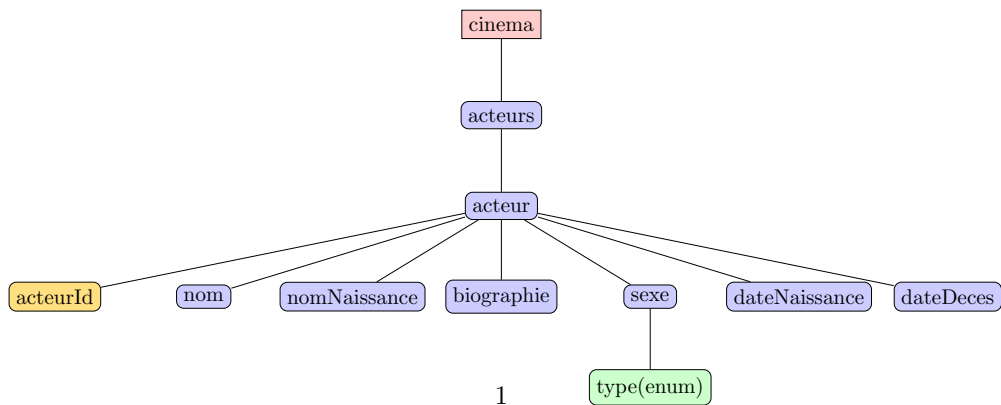 cinema
acteurs
acteur
acteurId nom nomNaissance biographie sexe dateNaissance dateDeces
type(enum)
1